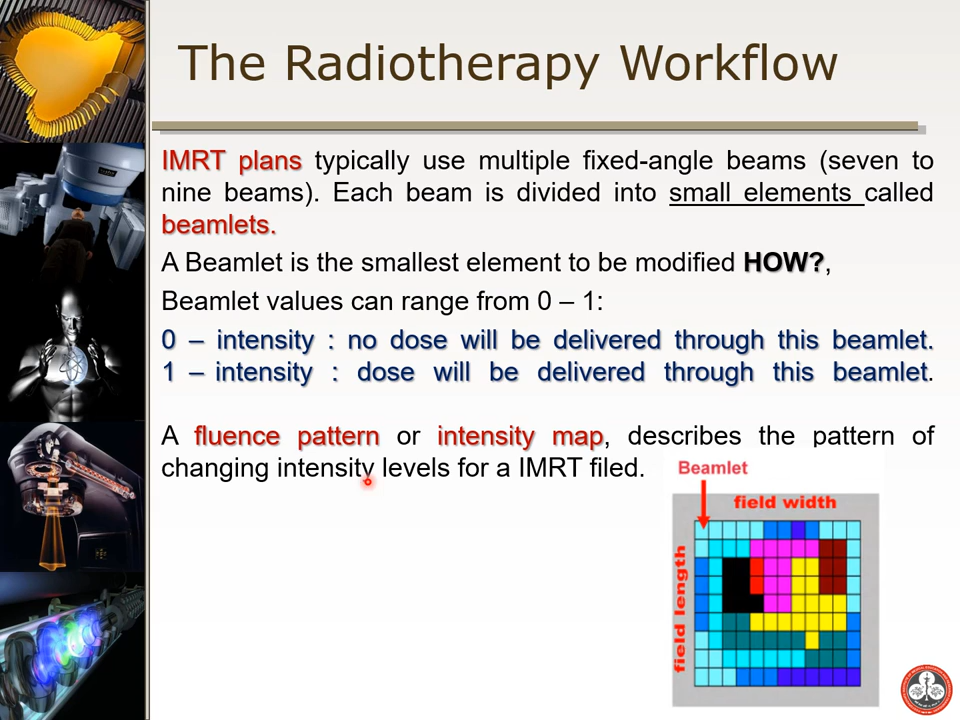 The Radiotherapy Workflow
IMRT plans typically use multiple fixed-angle beams (seven to
nine beams). Each beam is divided into small elements called
beamlets.
A Beamlet is the smallest element to be modified HOW?,
Beamlet values can range from 0 – 1:
0 – intensity : no dose will be delivered through this beamlet.
1 – intensity : dose will be delivered through this beamlet.
A fluence pattern or intensity map, describes the pattern of
changing intensity levels for a IMRT filed.
Beamlet
field width
field length